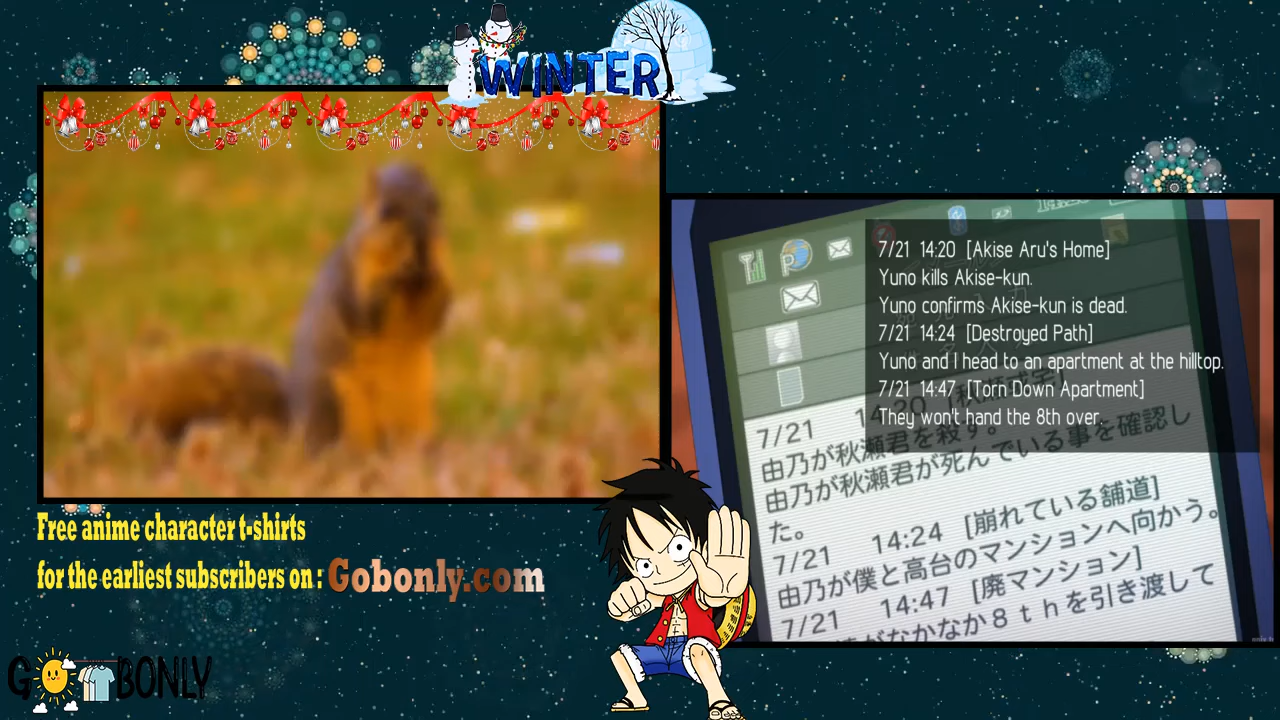 WINTER
7/21 14:20 [Akise Aru's Home]
Yuno kills Akise-kun.
Yuno confirms Akise-kun is dead.
7/21 14:24 [Destroyed Path]
Yuno and I head to an apartment at the hilltop.
7/21 14:47 [Torn Down Apartment]
They won't hand the 8th over.
7/21 14:20
由乃が秋瀬君を殺す。
由乃が秋瀬君が死んでいる事を確認し
た。
7/21 14:24 [崩れている舗道]
由乃が僕と高台のマンションへ向かう。
7/21 14:47 [廃マンション]
がなかなか8thを引き渡して
Free anime character t-shirts
for the earliest subscribers on : Gobonly.com
GOBONLY